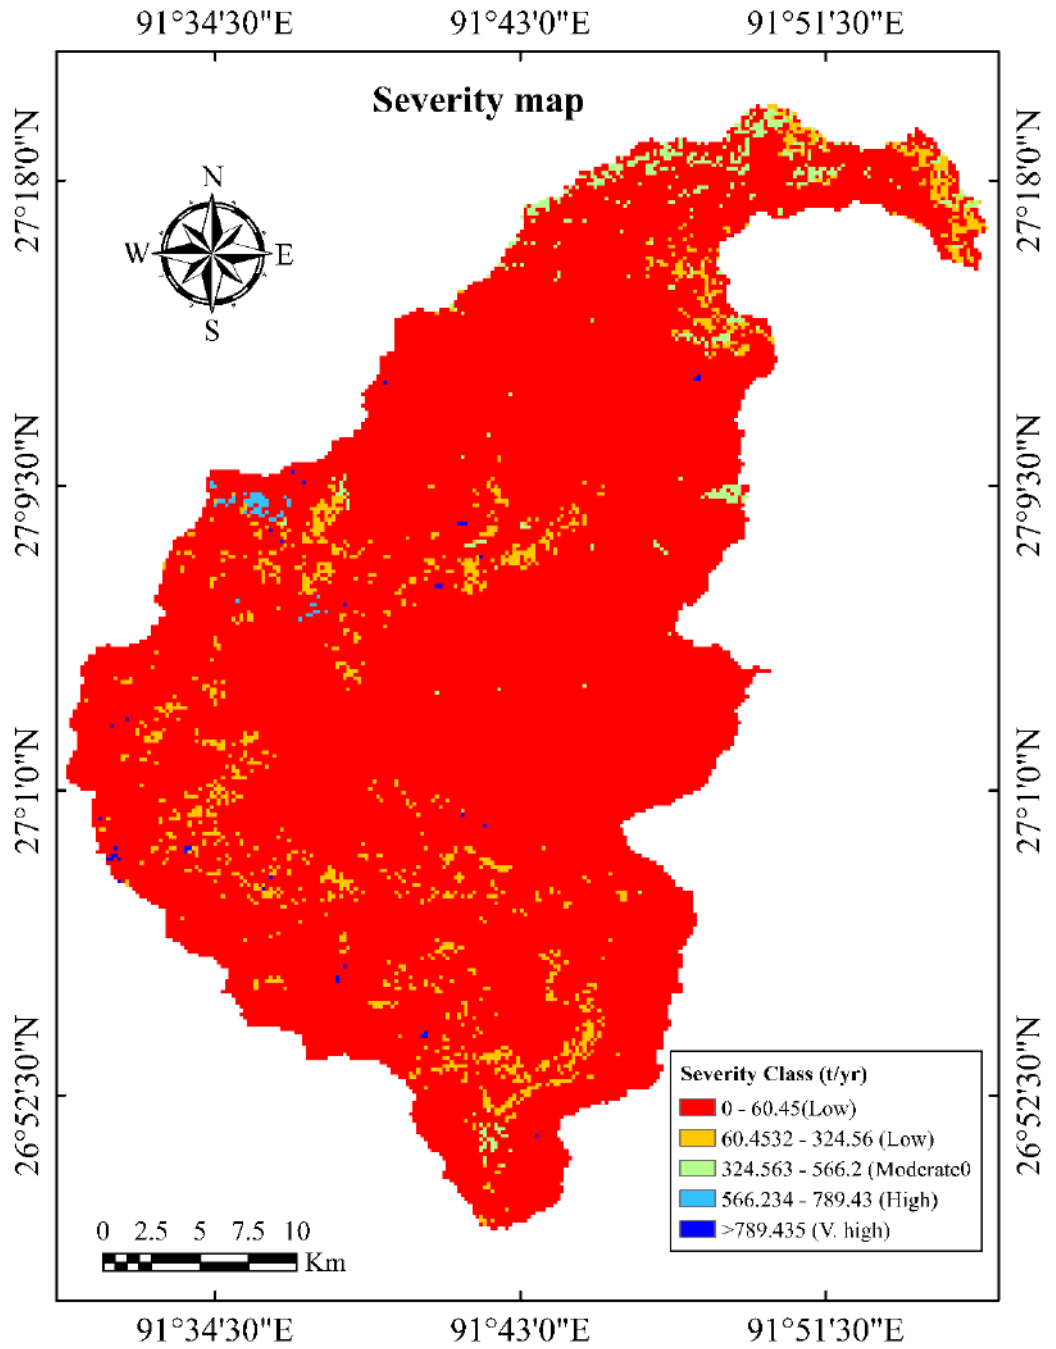 91°34'30"E 91°43'0"E 91°51'30"E
Severity map
27°18'0"N
27°18'0"N
N
W E
S
27°9'30"N
27°9'30"N
27°1'0"N
27°1'0"N
26°52'30"N
26°52'30"N
Severity Class (t/yr)
0 - 60.45(Low)
60.4532 - 324.56 (Low)
324.563 - 566.2 (Moderate0
566.234 - 789.43 (High)
>789.435 (V. high)
0 2.5 5 7.5 10
Km
91°34'30"E 91°43'0"E 91°51'30"E